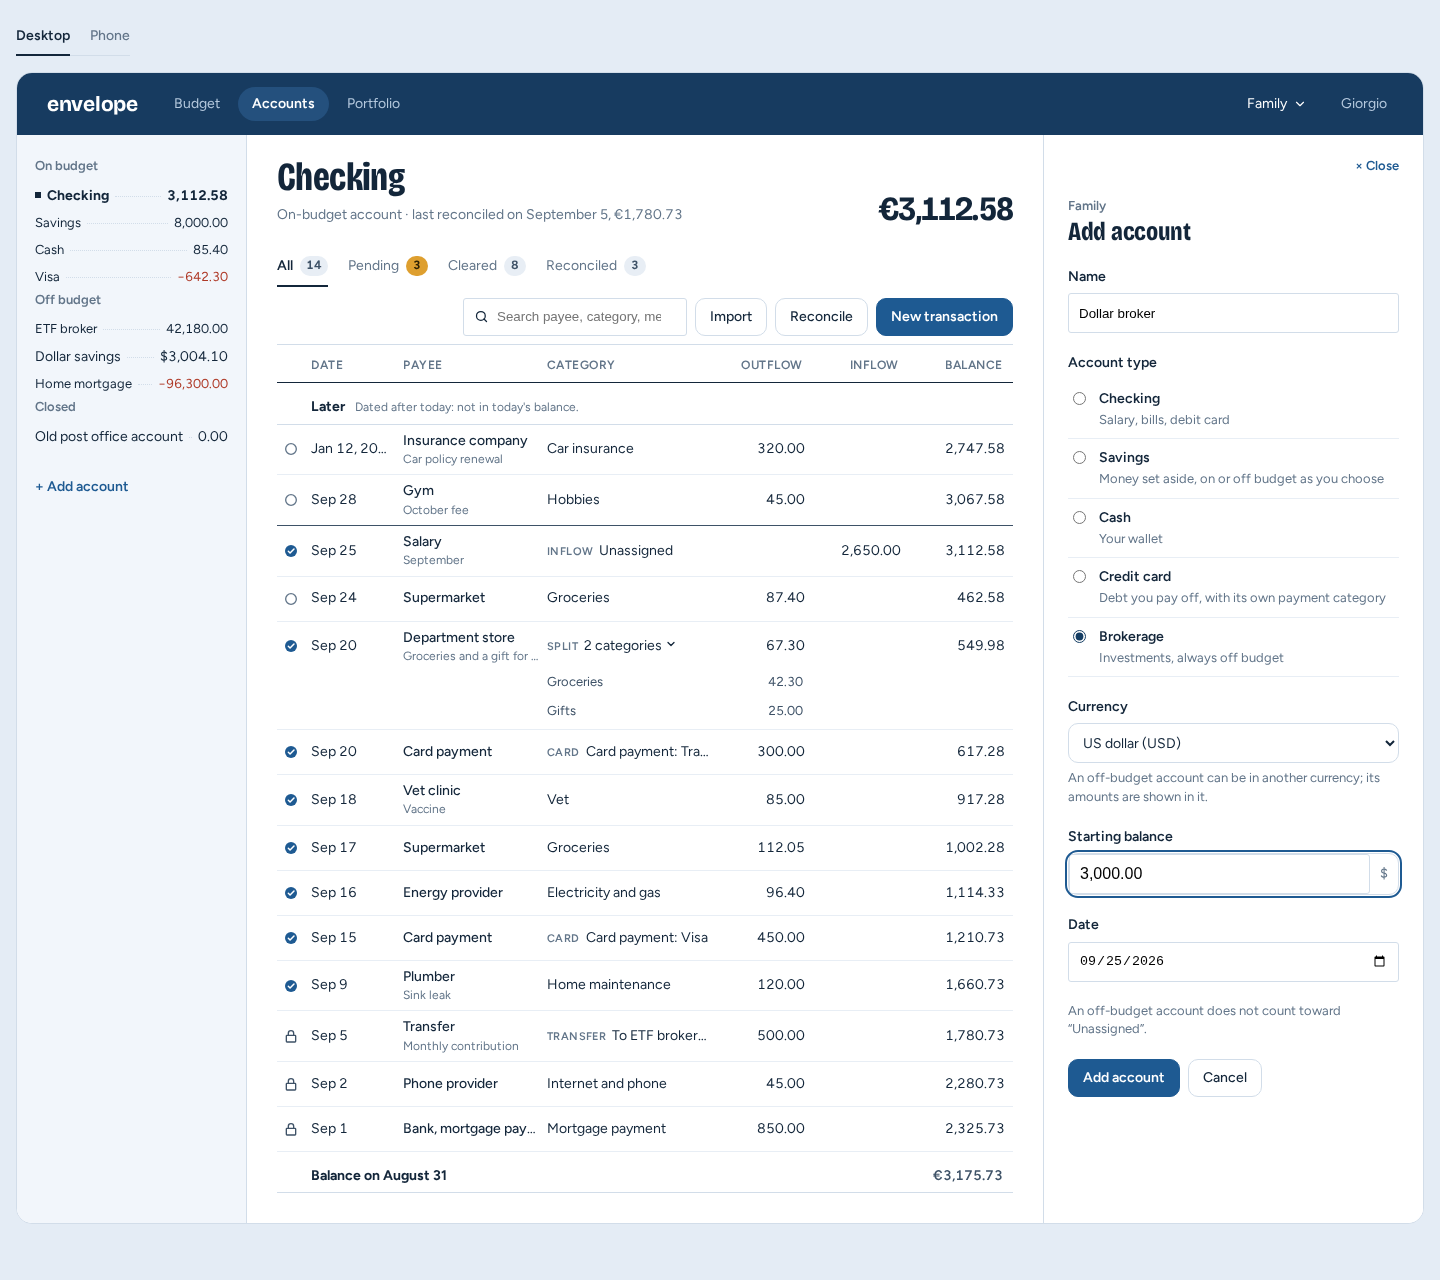 Desktop Phone
envelope Budget Accounts Portfolio Family Giorgio
On budget
Checking 3,112.58
Savings 8,000.00
Cash 85.40
Visa −642.30
Off budget
ETF broker 42,180.00
Dollar savings $3,004.10
Home mortgage −96,300.00
Closed
Old post office account 0.00
+ Add account
Checking
On-budget account · last reconciled on September 5, €1,780.73
€3,112.58
All 14 Pending 3 Cleared 8 Reconciled 3
Search payee, category, me
Import Reconcile New transaction
DATE PAYEE CATEGORY OUTFLOW INFLOW BALANCE
Later Dated after today: not in today's balance.
Jan 12, 20... Insurance company Car insurance 320.00 2,747.58
Car policy renewal
Sep 28 Gym Hobbies 45.00 3,067.58
October fee
Sep 25 Salary INFLOW Unassigned 2,650.00 3,112.58
September
Sep 24 Supermarket Groceries 87.40 462.58
Sep 20 Department store SPLIT 2 categories 67.30 549.98
Groceries and a gift for ...
Groceries 42.30
Gifts 25.00
Sep 20 Card payment CARD Card payment: Tra... 300.00 617.28
Sep 18 Vet clinic Vet 85.00 917.28
Vaccine
Sep 17 Supermarket Groceries 112.05 1,002.28
Sep 16 Energy provider Electricity and gas 96.40 1,114.33
Sep 15 Card payment CARD Card payment: Visa 450.00 1,210.73
Sep 9 Plumber Home maintenance 120.00 1,660.73
Sink leak
Sep 5 Transfer TRANSFER To ETF broker... 500.00 1,780.73
Monthly contribution
Sep 2 Phone provider Internet and phone 45.00 2,280.73
Sep 1 Bank, mortgage pay... Mortgage payment 850.00 2,325.73
Balance on August 31 €3,175.73
× Close
Family
Add account
Name
Dollar broker
Account type
Checking
Salary, bills, debit card
Savings
Money set aside, on or off budget as you choose
Cash
Your wallet
Credit card
Debt you pay off, with its own payment category
Brokerage
Investments, always off budget
Currency
US dollar (USD)
An off-budget account can be in another currency; its
amounts are shown in it.
Starting balance
3,000.00 $
Date
09/25/2026
An off-budget account does not count toward
“Unassigned”.
Add account Cancel